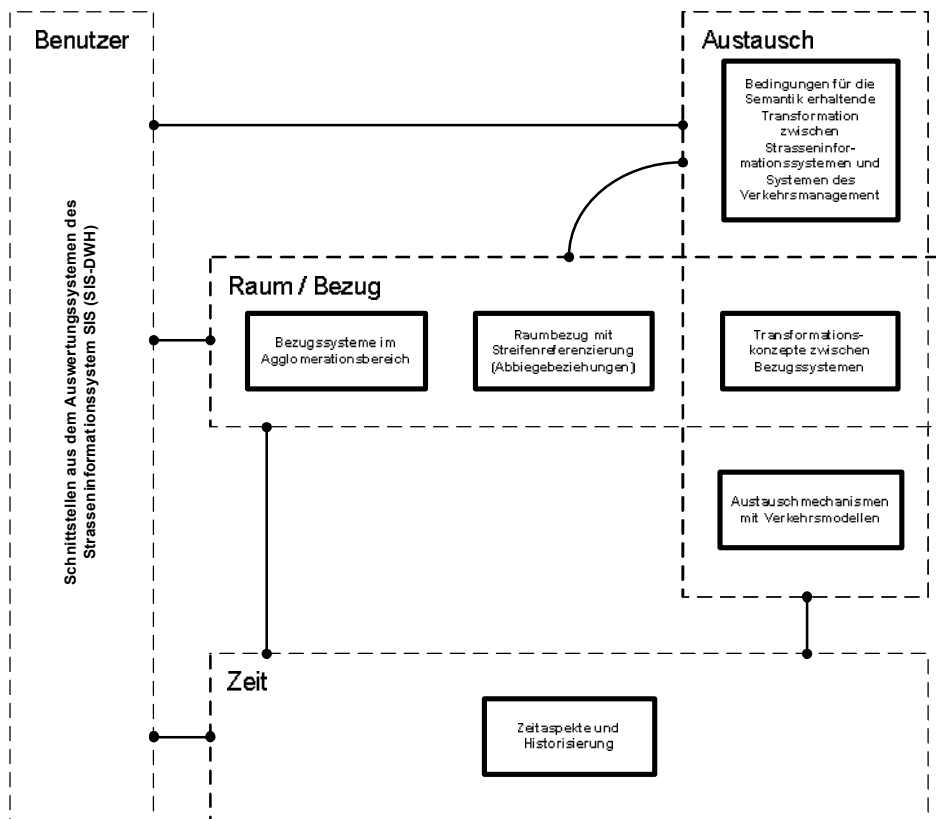 Benutzer
Schnittstellen aus dem Auswertungssystemen des
Strasseninformationssystem SIS (SIS-DWH)
Austausch
Bedingungen für die
Semantik erhaltende
Transformation
zwischen
Strasseninfor-
mationssystemen und
Systemen des
Verkehrsmanagement
Raum / Bezug
Bezugssysteme im
Agglomerationsbereich
Raumbezug mit
Streifenreferenzierung
(Abbiegebeziehungen)
Transformations-
konzepte zwischen
Bezugssystemen
Austauschmechanismen
mit Verkehrsmodellen
Zeit
Zeitaspekte und
Historisierung